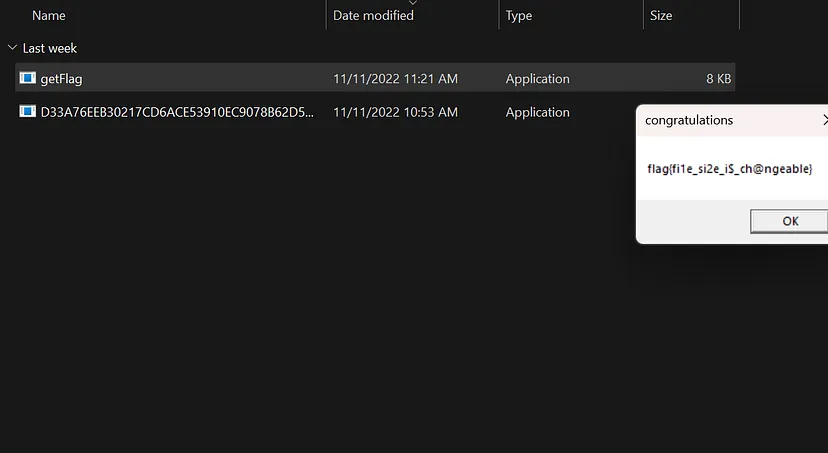 Name Date modified Type Size
Last week
getFlag 11/11/2022 11:21 AM Application 8 KB
D33A76EEB30217CD6ACE53910EC9078B62D5... 11/11/2022 10:53 AM Application
congratulations
flag{fi1e_si2e_i$_ch@ngeable}
OK